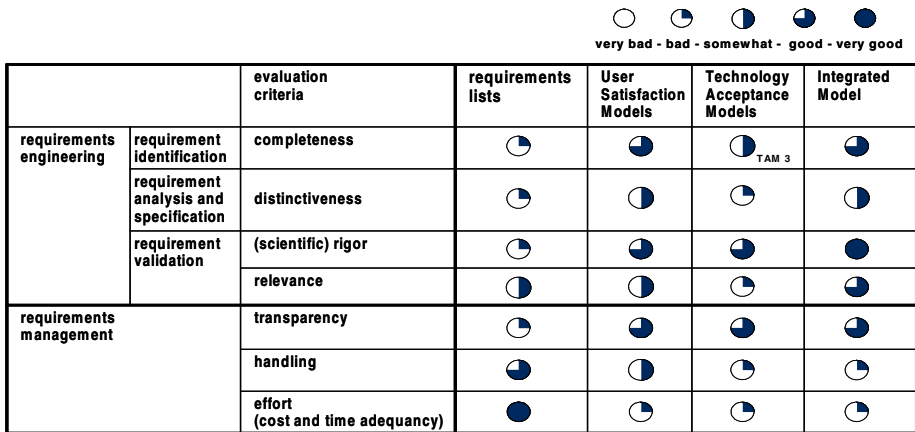 very bad - bad - somewhat - good - very good
evaluation
criteria
requirements
lists
User
Satisfaction
Models
Technology
Acceptance
Models
Integrated
Model
requirements
engineering
requirement
identification
completeness
TAM 3
requirement
analysis and
specification
distinctiveness
requirement
validation
(scientific) rigor
relevance
requirements
management
transparency
handling
effort
(cost and time adequancy)